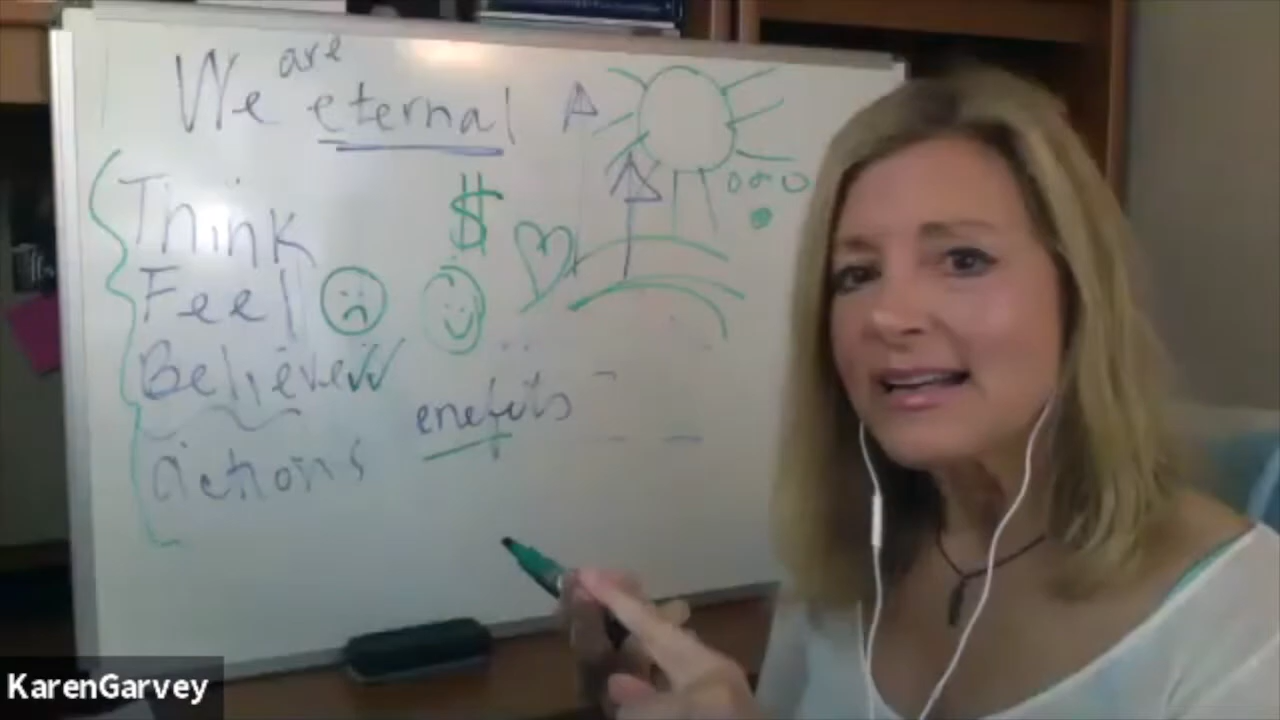 We are eternal
Think $
Feel
Believe
actions
enefits
KarenGarvey